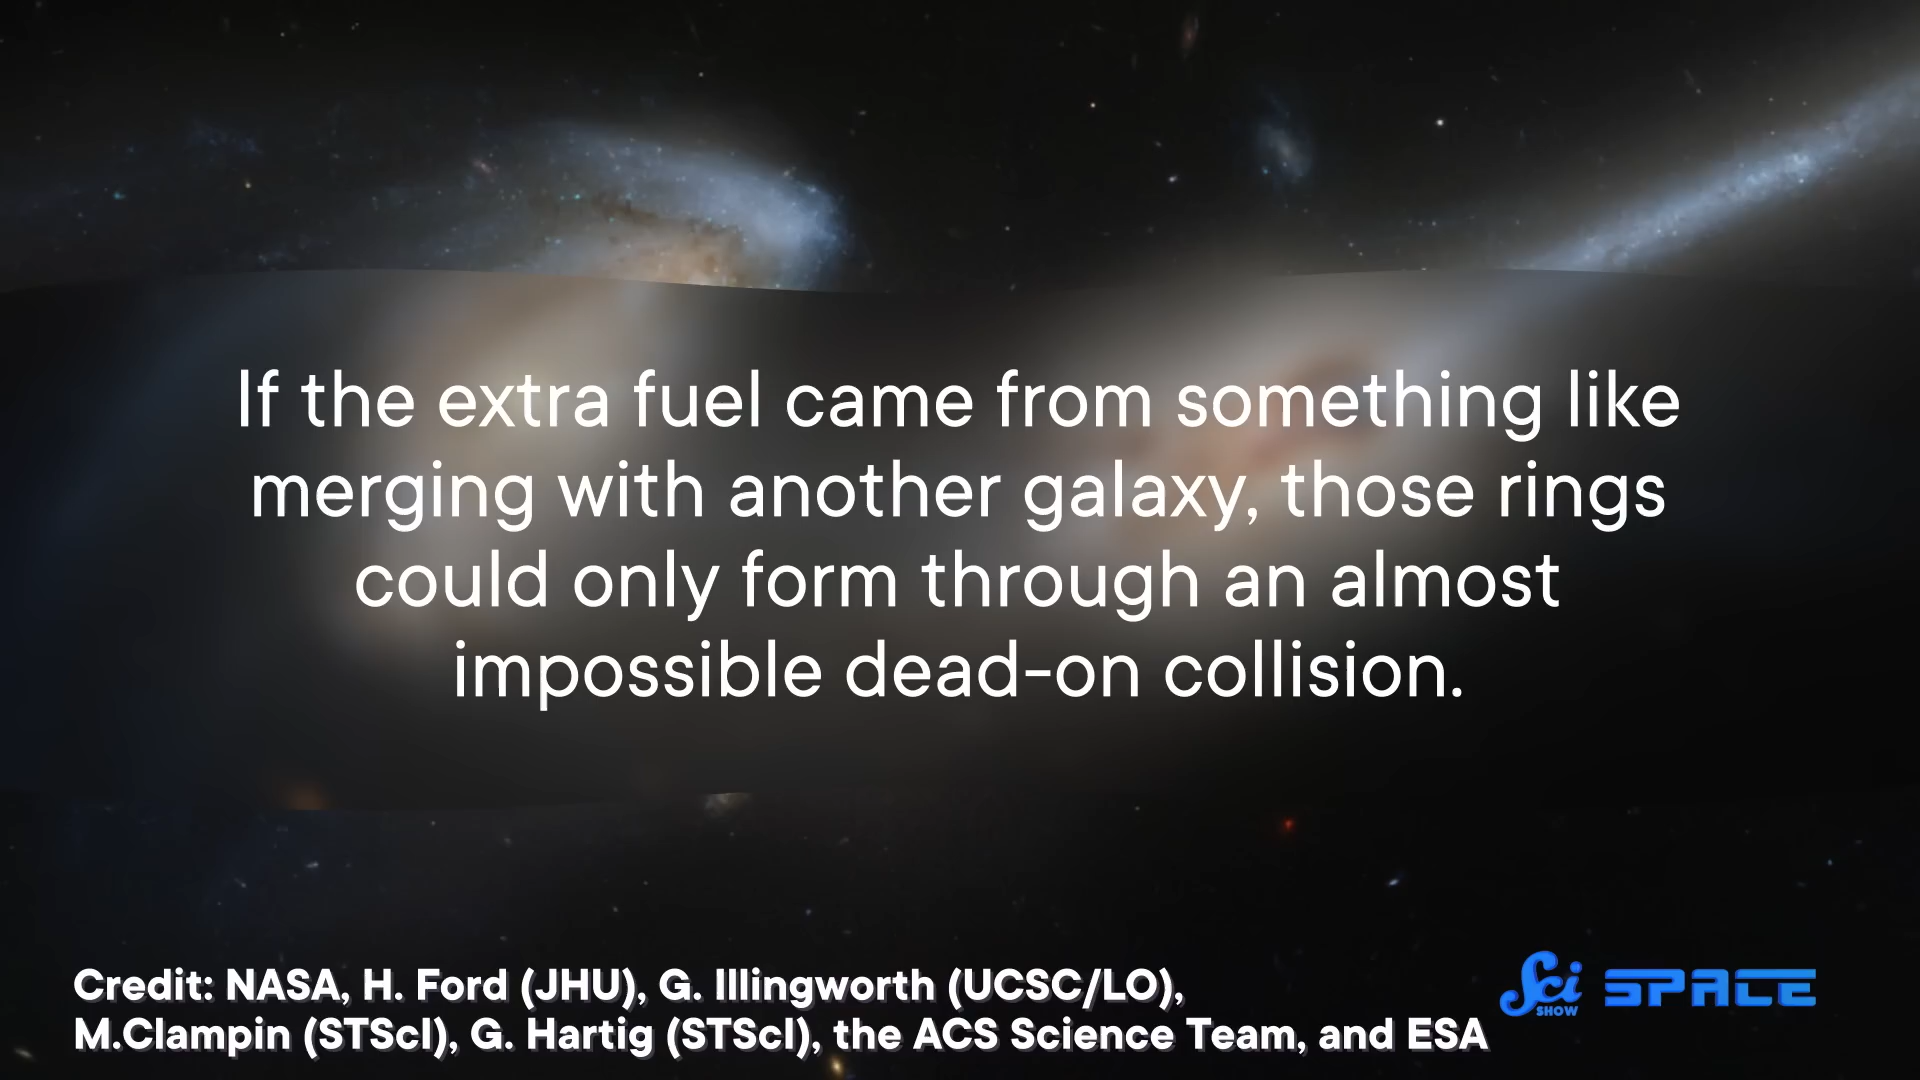 If the extra fuel came from something like
merging with another galaxy, those rings
could only form through an almost
impossible dead-on collision.
Credit: NASA, H. Ford (JHU), G. Illingworth (UCSC/LO),
M.Clampin (STScI), G. Hartig (STScI), the ACS Science Team, and ESA
Sci
SHOW
SPACE